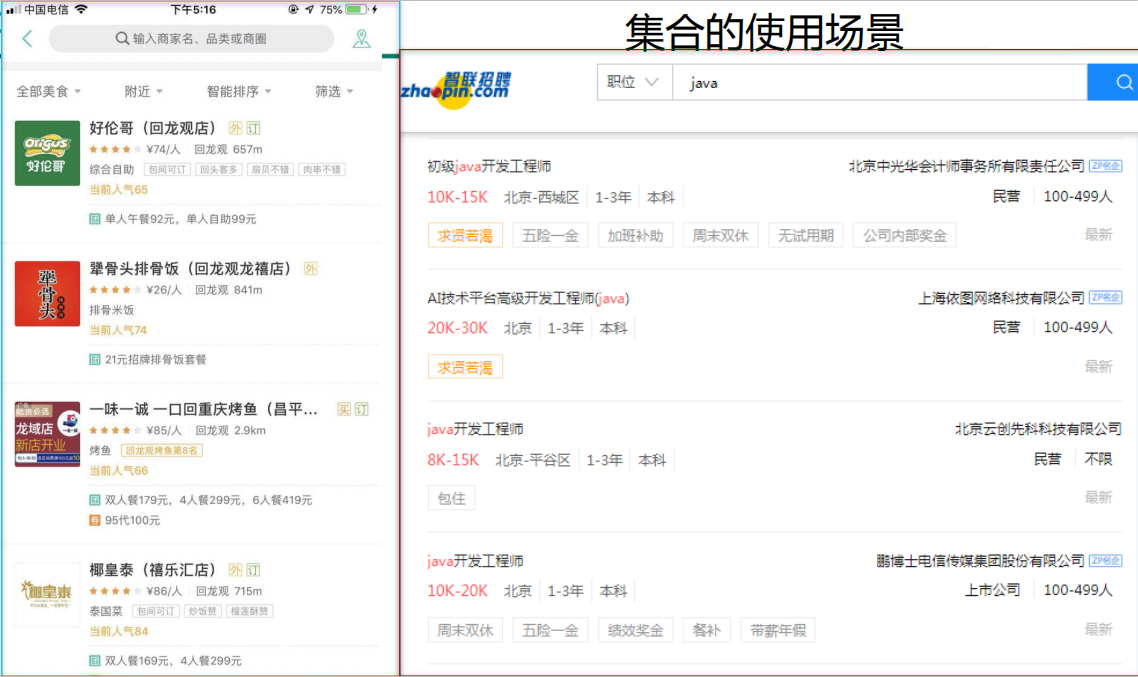 集合的使用场景
中国电信 下午5:16 75%
输入商家名、品类或商圈
全部美食 附近 智能排序 筛选
origus
好伦哥
好伦哥（回龙观店） 外 订
¥74/人 回龙观 657m
综合自助 包间可订 回头客多 扇贝不错 肉串不错
当前人气65
单人午餐92元，单人自助99元
犟骨头
犟骨头排骨饭（回龙观龙禧店） 外
¥26/人 回龙观 841m
排骨米饭
当前人气74
21元招牌排骨饭套餐
龙域店
新店开业
一味一诚 一口回重庆烤鱼（昌平... 买 订
¥85/人 回龙观 2.9km
烤鱼 回龙观烤鱼第8名
当前人气66
双人餐179元，4人餐299元，6人餐419元
券 95代100元
椰皇泰
椰皇泰（禧乐汇店） 外 订
¥86/人 回龙观 715m
泰国菜 包间可订 炒饭赞 榴莲酥赞
当前人气84
双人餐169元，4人餐299元
智联招聘
zhaopin.com
职位 java
初级java开发工程师 北京中光华会计师事务所有限责任公司 ZP名企
10K-15K 北京-西城区 1-3年 本科 民营 100-499人
求贤若渴 五险一金 加班补助 周末双休 无试用期 公司内部奖金 最新
AI技术平台高级开发工程师(java) 上海依图网络科技有限公司 ZP名企
20K-30K 北京 1-3年 本科 民营 100-499人
求贤若渴 最新
java开发工程师 北京云创先科科技有限公司
8K-15K 北京-平谷区 1-3年 本科 民营 不限
包住 最新
java开发工程师 鹏博士电信传媒集团股份有限公司 ZP名企
10K-20K 北京 1-3年 本科 上市公司 100-499人
周末双休 五险一金 绩效奖金 餐补 带薪年假 最新